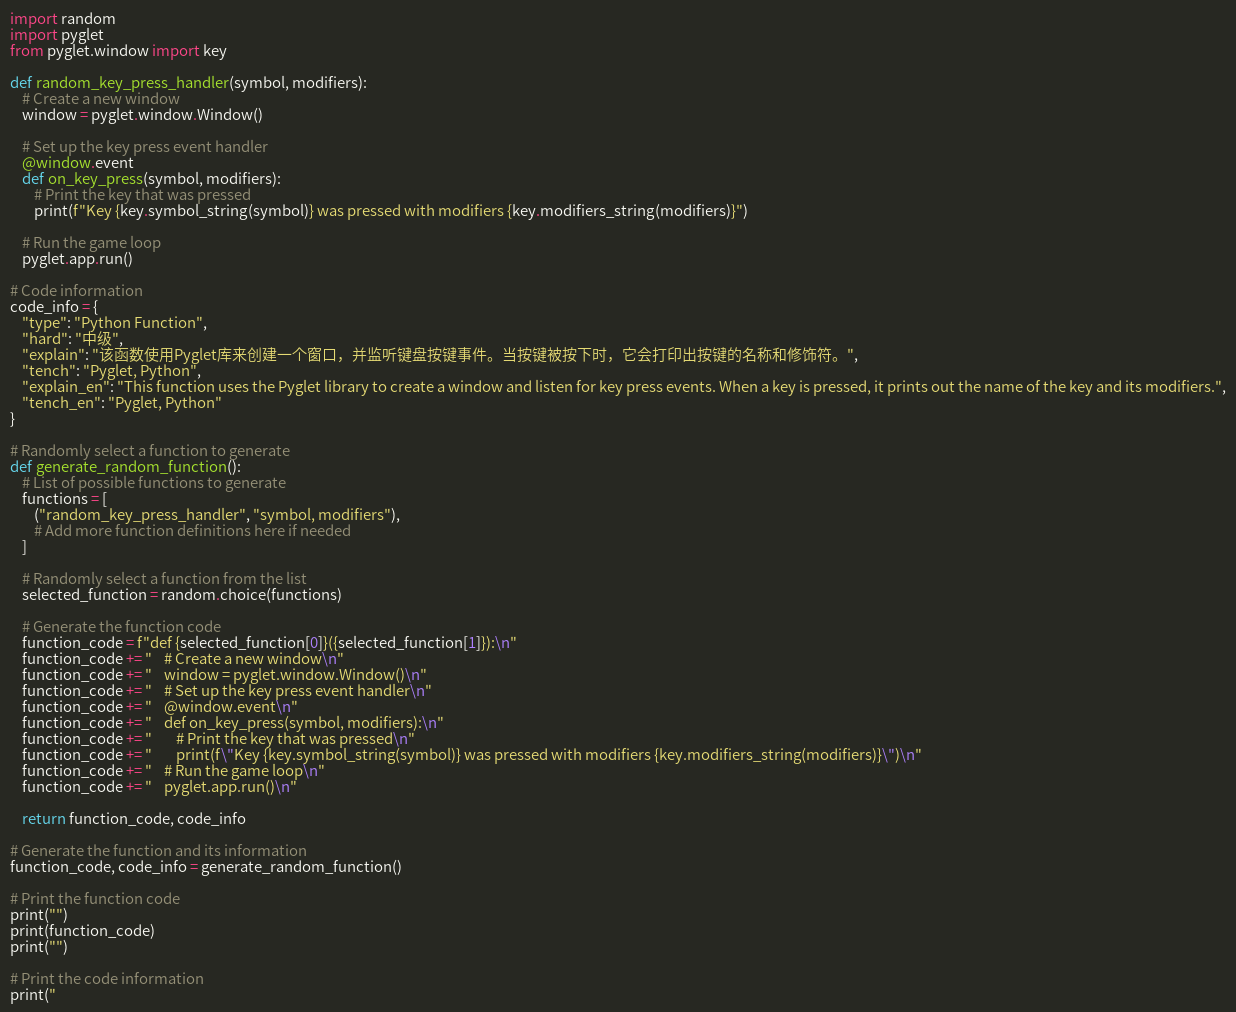 import random
import pyglet
from pyglet.window import key

def random_key_press_handler(symbol, modifiers):
    # Create a new window
    window = pyglet.window.Window()

    # Set up the key press event handler
    @window.event
    def on_key_press(symbol, modifiers):
        # Print the key that was pressed
        print(f"Key {key.symbol_string(symbol)} was pressed with modifiers {key.modifiers_string(modifiers)}")

    # Run the game loop
    pyglet.app.run()

# Code information
code_info = {
    "type": "Python Function",
    "hard": "中级",
    "explain": "该函数使用Pyglet库来创建一个窗口，并监听键盘按键事件。当按键被按下时，它会打印出按键的名称和修饰符。",
    "tench": "Pyglet, Python",
    "explain_en": "This function uses the Pyglet library to create a window and listen for key press events. When a key is pressed, it prints out the name of the key and its modifiers.",
    "tench_en": "Pyglet, Python"
}

# Randomly select a function to generate
def generate_random_function():
    # List of possible functions to generate
    functions = [
        ("random_key_press_handler", "symbol, modifiers"),
        # Add more function definitions here if needed
    ]

    # Randomly select a function from the list
    selected_function = random.choice(functions)

    # Generate the function code
    function_code = f"def {selected_function[0]}({selected_function[1]}):\n"
    function_code += "    # Create a new window\n"
    function_code += "    window = pyglet.window.Window()\n"
    function_code += "    # Set up the key press event handler\n"
    function_code += "    @window.event\n"
    function_code += "    def on_key_press(symbol, modifiers):\n"
    function_code += "        # Print the key that was pressed\n"
    function_code += "        print(f\"Key {key.symbol_string(symbol)} was pressed with modifiers {key.modifiers_string(modifiers)}\")\n"
    function_code += "    # Run the game loop\n"
    function_code += "    pyglet.app.run()\n"

    return function_code, code_info

# Generate the function and its information
function_code, code_info = generate_random_function()

# Print the function code
print("")
print(function_code)
print("")

# Print the code information
print("